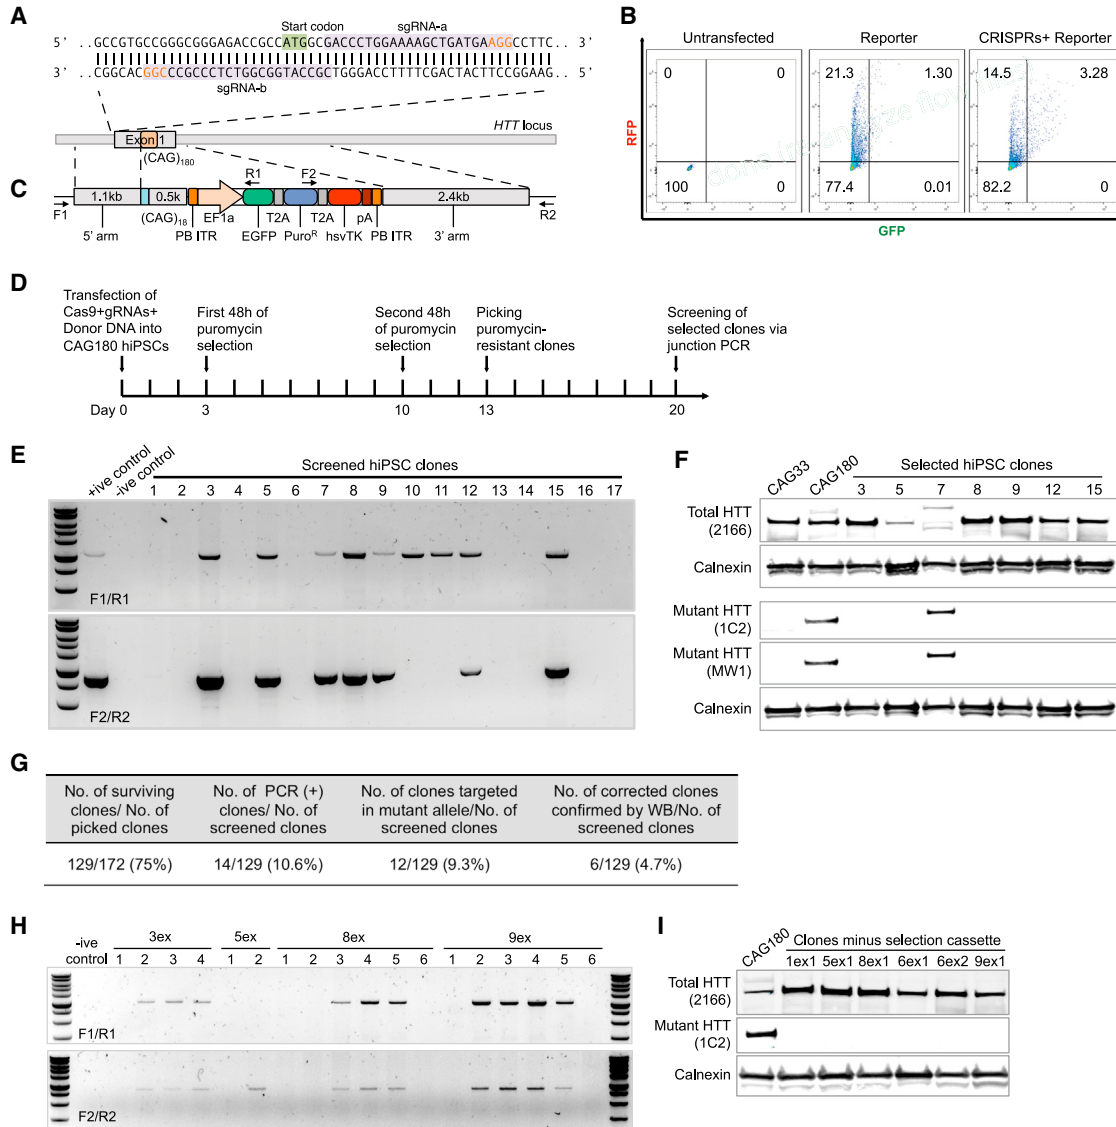 A
Start codon
sgRNA-a
5' ..GCCGTGCCGGGCGGGAGACCGCCATGGCGACCCTGGAAAAGCTGATGAAGGCCTTC.. 3'
3' ..CGGCACGGCCCGCCCTCTGGCGGTACCGCTGGGACCTTTTCGACTACTTCCGGAAG.. 5'
sgRNA-b
HTT locus
Exon 1
(CAG)180
B
Untransfected
Reporter
CRISPRs+ Reporter
0
0
21.3
1.30
14.5
3.28
100
0
77.4
0.01
82.2
0
RFP
GFP
C
R1
F2
1.1kb
0.5k
2.4kb
F1
R2
(CAG)18
EF1a
T2A
T2A
pA
5' arm
PB ITR
EGFP
PuroR
hsvTK
PB ITR
3' arm
D
Transfection of
Cas9+gRNAs+
Donor DNA into
CAG180 hiPSCs
First 48h of
puromycin
selection
Second 48h
of puromycin
selection
Picking
puromycin-
resistant clones
Screening of
selected clones via
junction PCR
Day 0
3
10
13
20
E
+ive control
-ive control
Screened hiPSC clones
1 2 3 4 5 6 7 8 9 10 11 12 13 14 15 16 17
F1/R1
F2/R2
F
CAG33
CAG180
Selected hiPSC clones
3 5 7 8 9 12 15
Total HTT
(2166)
Calnexin
Mutant HTT
(1C2)
Mutant HTT
(MW1)
Calnexin
G
No. of surviving
clones/ No. of
picked clones
No. of PCR (+)
clones/ No. of
screened clones
No. of clones targeted
in mutant allele/No. of
screened clones
No. of corrected clones
confirmed by WB/No. of
screened clones
129/172 (75%)
14/129 (10.6%)
12/129 (9.3%)
6/129 (4.7%)
H
-ive
control
3ex
5ex
8ex
9ex
1 2 3 4 1 2 1 2 3 4 5 6 1 2 3 4 5 6
F1/R1
F2/R2
I
CAG180
Clones minus selection cassette
1ex1 5ex1 8ex1 6ex1 6ex2 9ex1
Total HTT
(2166)
Mutant HTT
(1C2)
Calnexin